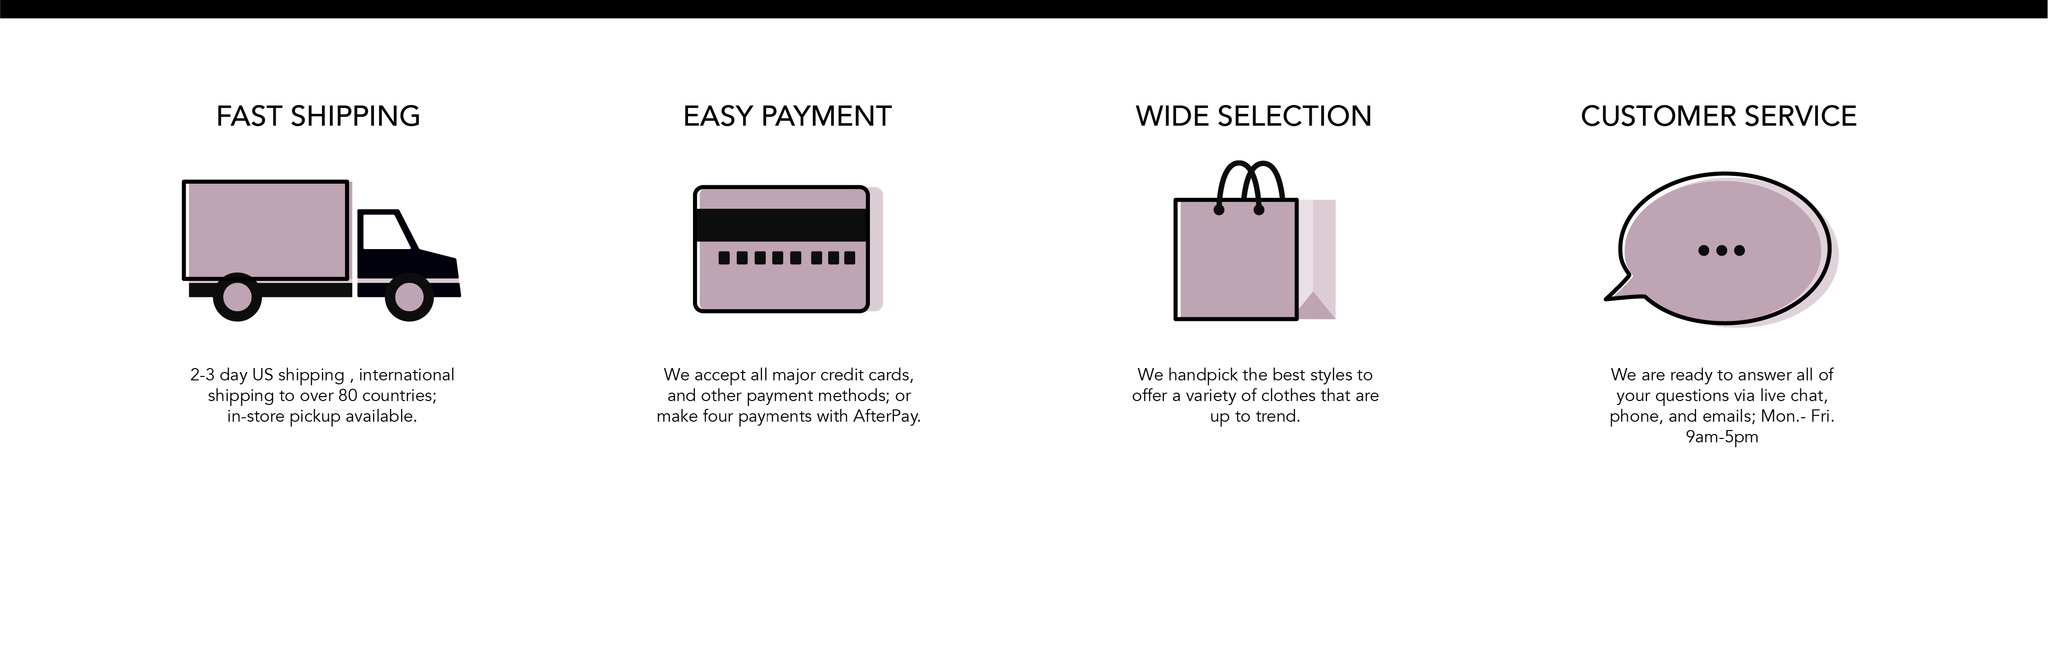 FAST SHIPPING
2-3 day US shipping , international
shipping to over 80 countries;
in-store pickup available.
EASY PAYMENT
We accept all major credit cards,
and other payment methods; or
make four payments with AfterPay.
WIDE SELECTION
We handpick the best styles to
offer a variety of clothes that are
up to trend.
CUSTOMER SERVICE
We are ready to answer all of
your questions via live chat,
phone, and emails; Mon.- Fri.
9am-5pm